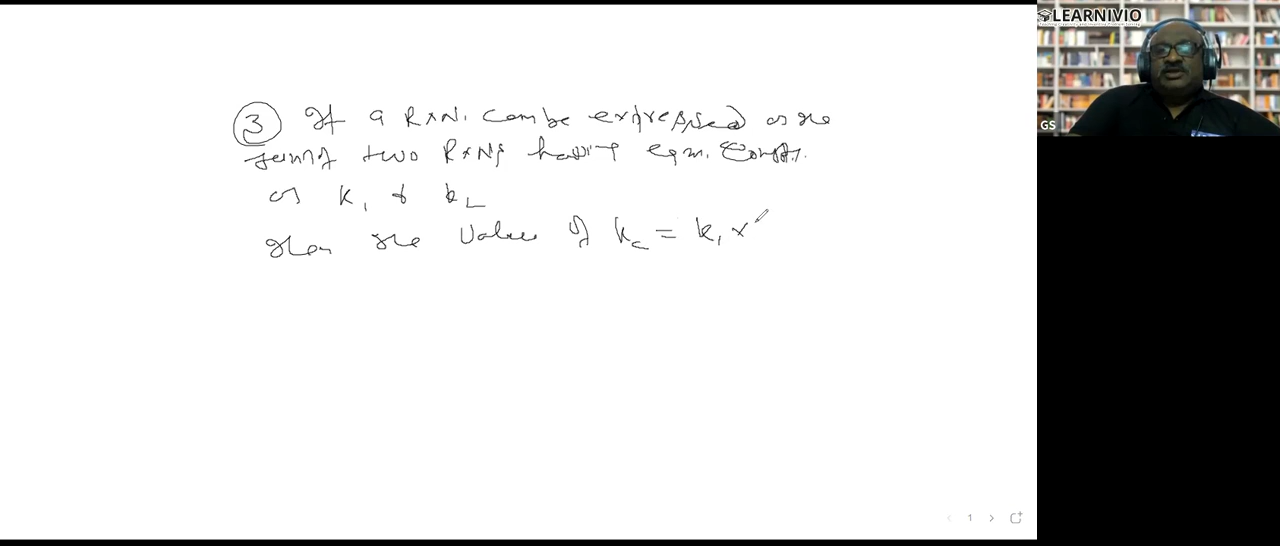 ③ If a RxN. can be expressed as the
sum of two RxNs having eqm. Const.
as K₁ & K₂
then the value of Kc = K₁ ×
LEARNIVIO
GS
1